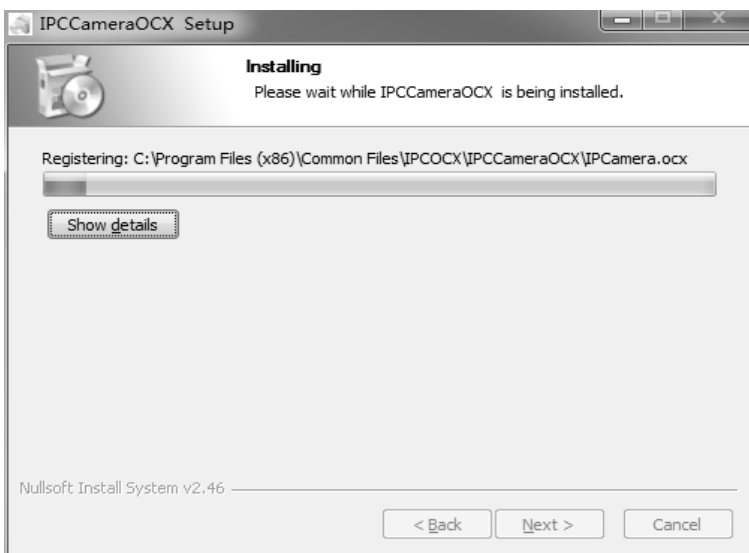 IPCCameraOCX Setup
Installing
Please wait while IPCCameraOCX is being installed.
Registering: C:\Program Files (x86)\Common Files\IPCOCX\IPCCameraOCX\IPCamera.ocx
Show details
Nullsoft Install System v2.46
< Back Next > Cancel